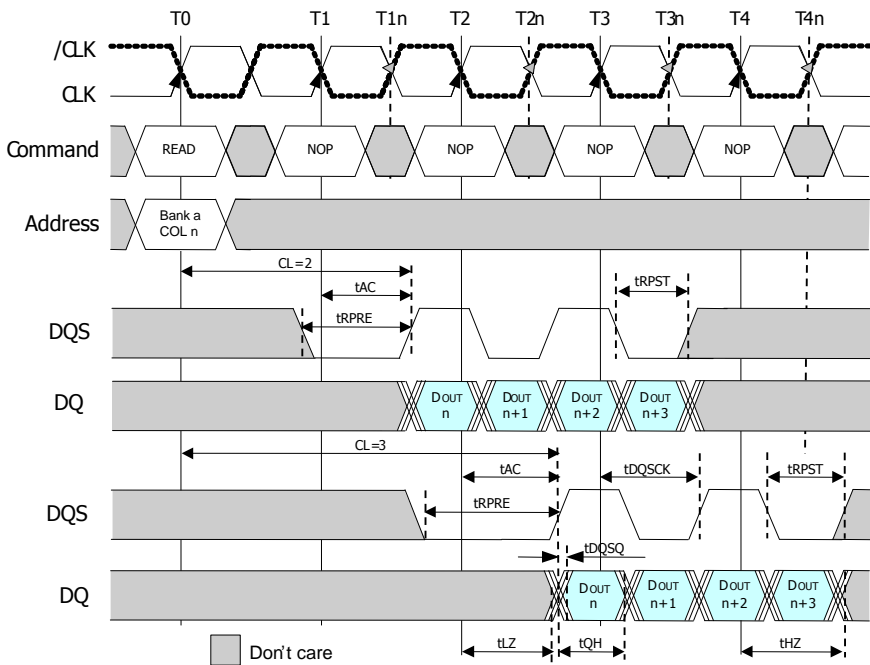 T0 T1 T1n T2 T2n T3 T3n T4 T4n
/CLK
CLK
Command READ NOP NOP NOP NOP
Address Bank a
COL n
CL=2
tAC
tRPRE
tRPST
DQS
DQ DOUT n DOUT n+1 DOUT n+2 DOUT n+3
CL=3
tAC tDQSCK tRPST
tRPRE
DQS
tDQSQ
DQ DOUT n DOUT n+1 DOUT n+2 DOUT n+3
tLZ tQH tHZ
Don't care